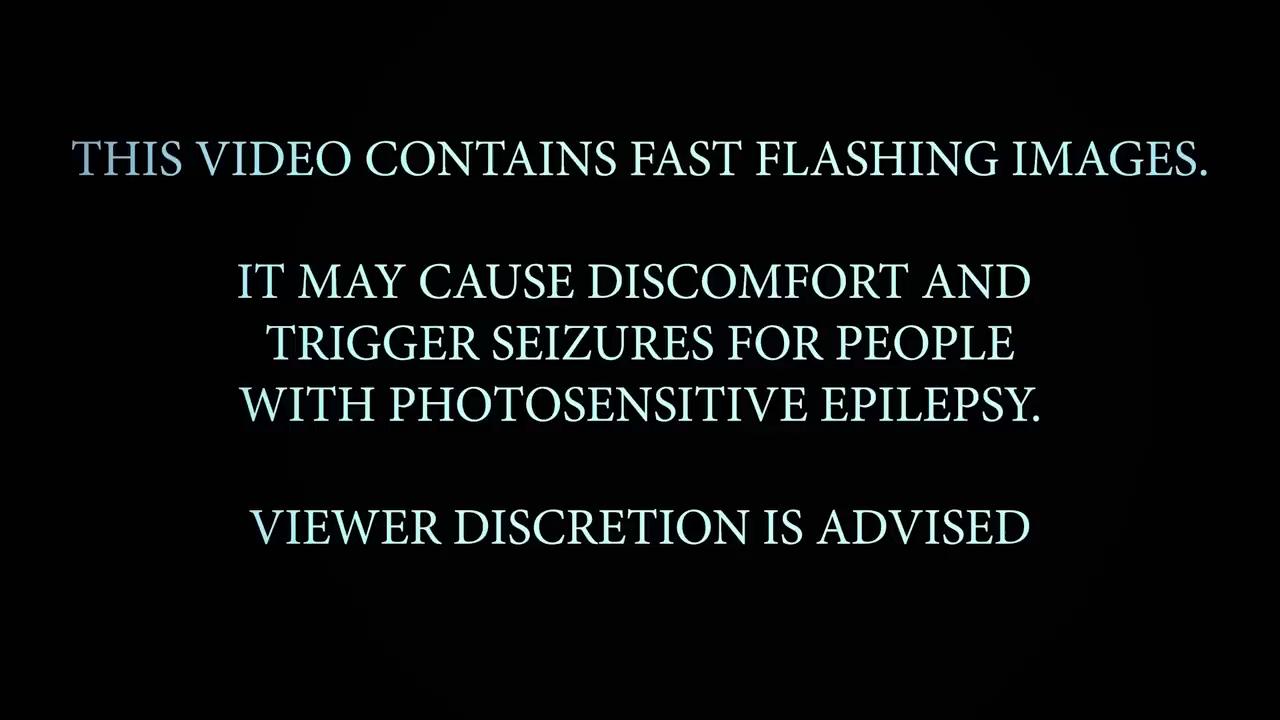 THIS VIDEO CONTAINS FAST FLASHING IMAGES.
IT MAY CAUSE DISCOMFORT AND
TRIGGER SEIZURES FOR PEOPLE
WITH PHOTOSENSITIVE EPILEPSY.
VIEWER DISCRETION IS ADVISED